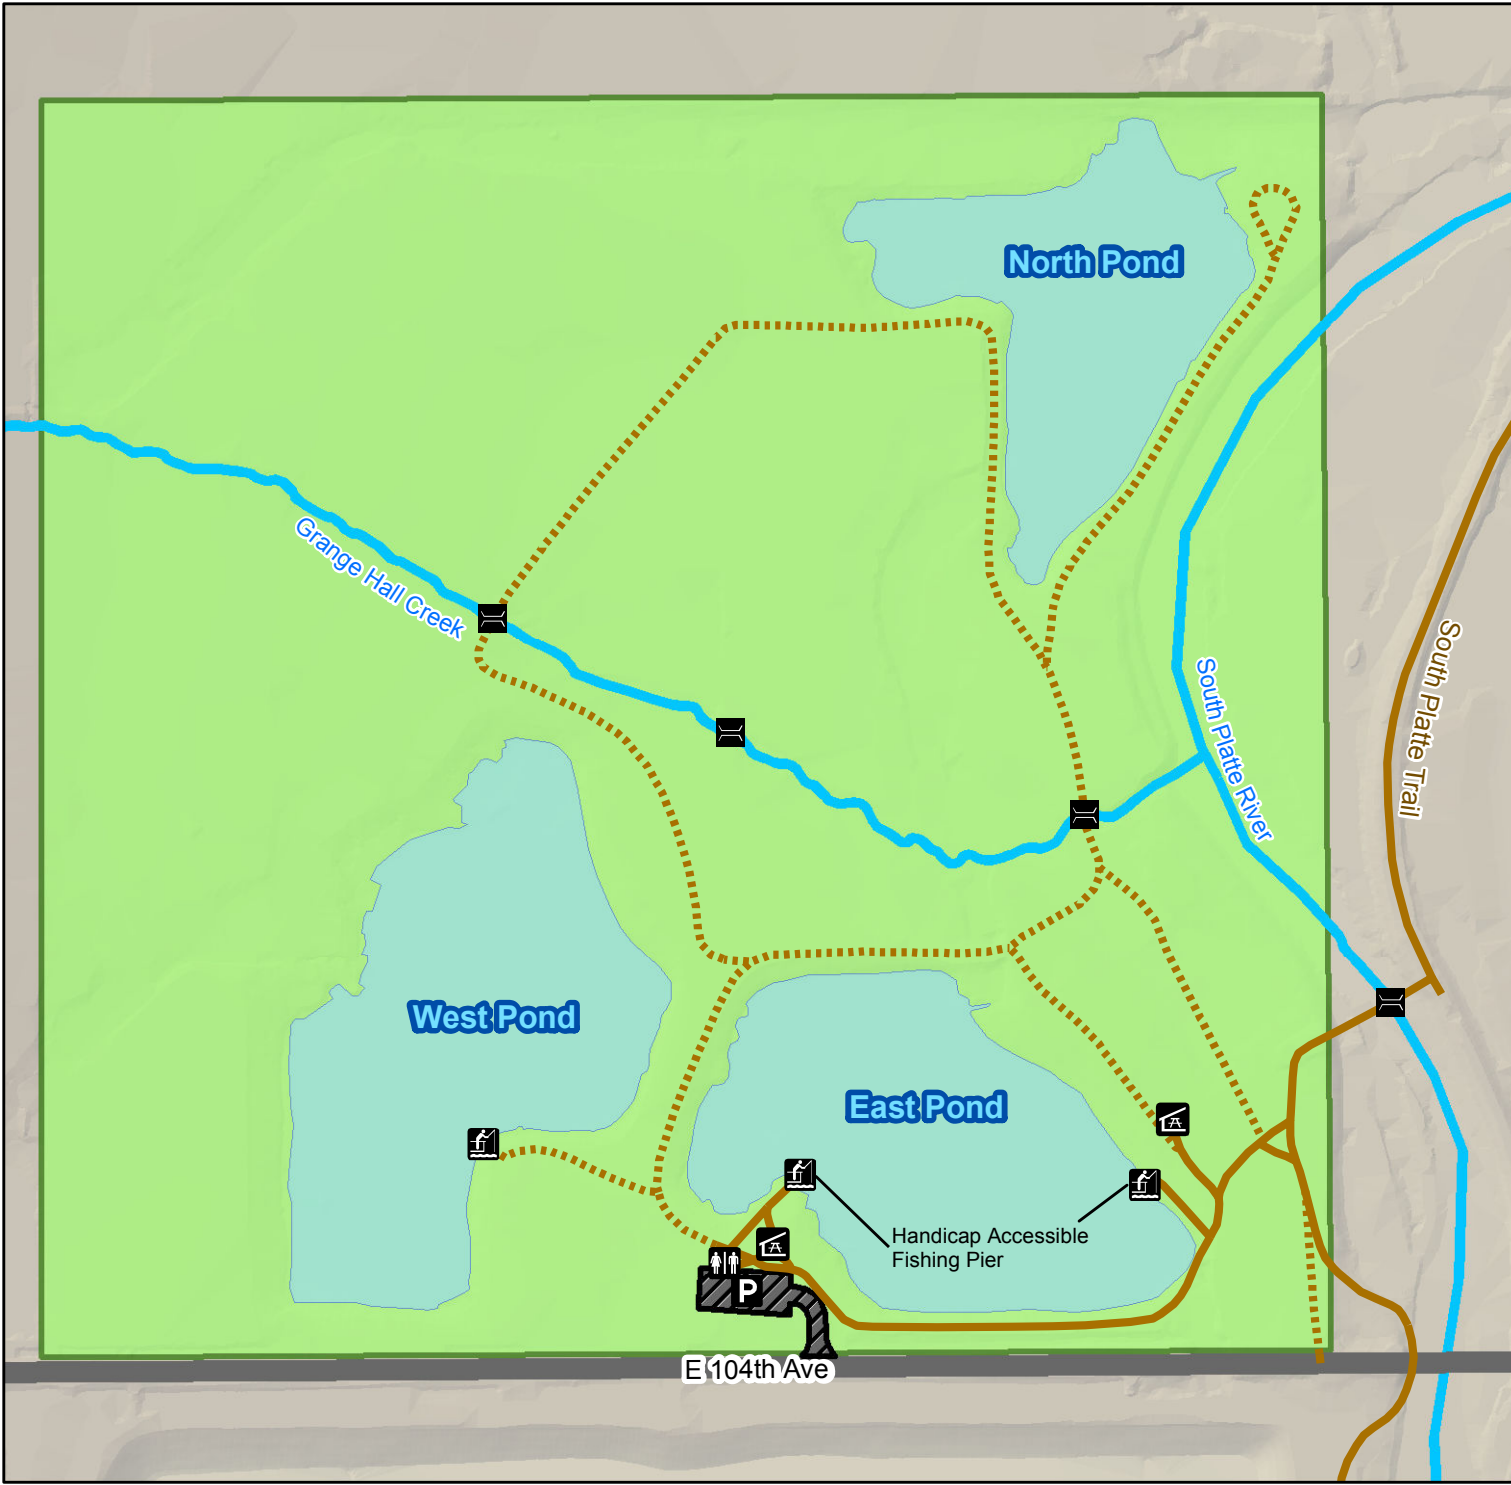 North Pond
Grange Hall Creek
South Platte River
South Platte Trail
West Pond
East Pond
Handicap Accessible
Fishing Pier
P
E 104th Ave